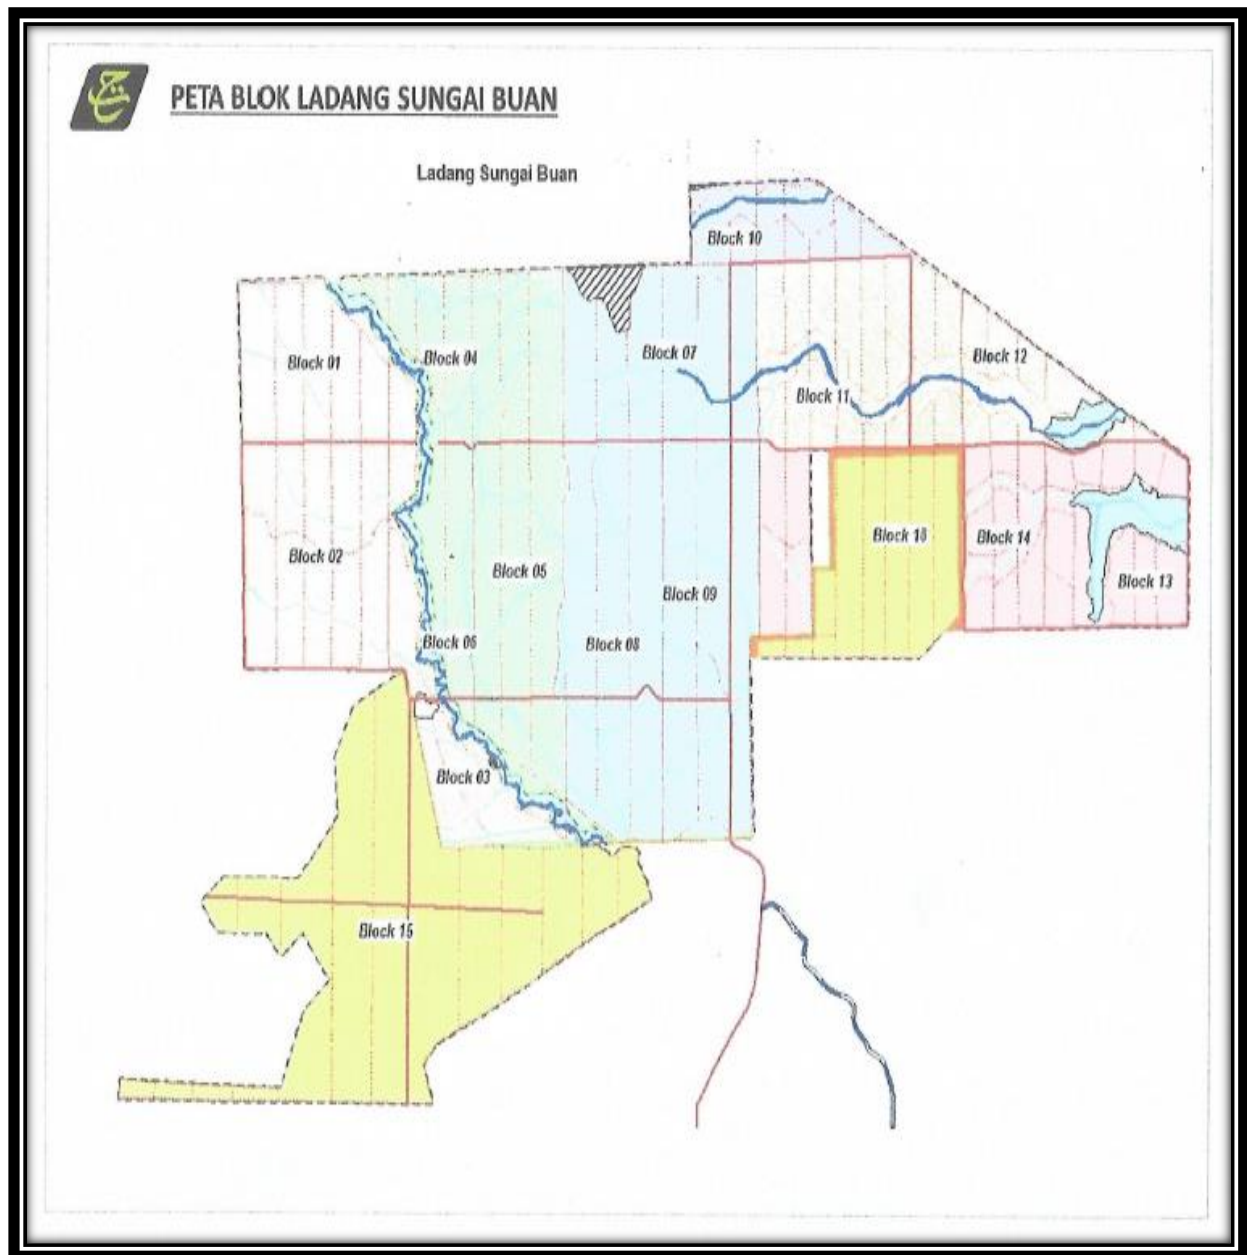 PETA BLOK LADANG SUNGAI BUAN
Ladang Sungai Buan
Block 10
Block 01
Block 04
Block 07
Block 12
Block 11
Block 02
Block 05
Block 09
Block 18
Block 14
Block 13
Block 06
Block 08
Block 03
Block 15